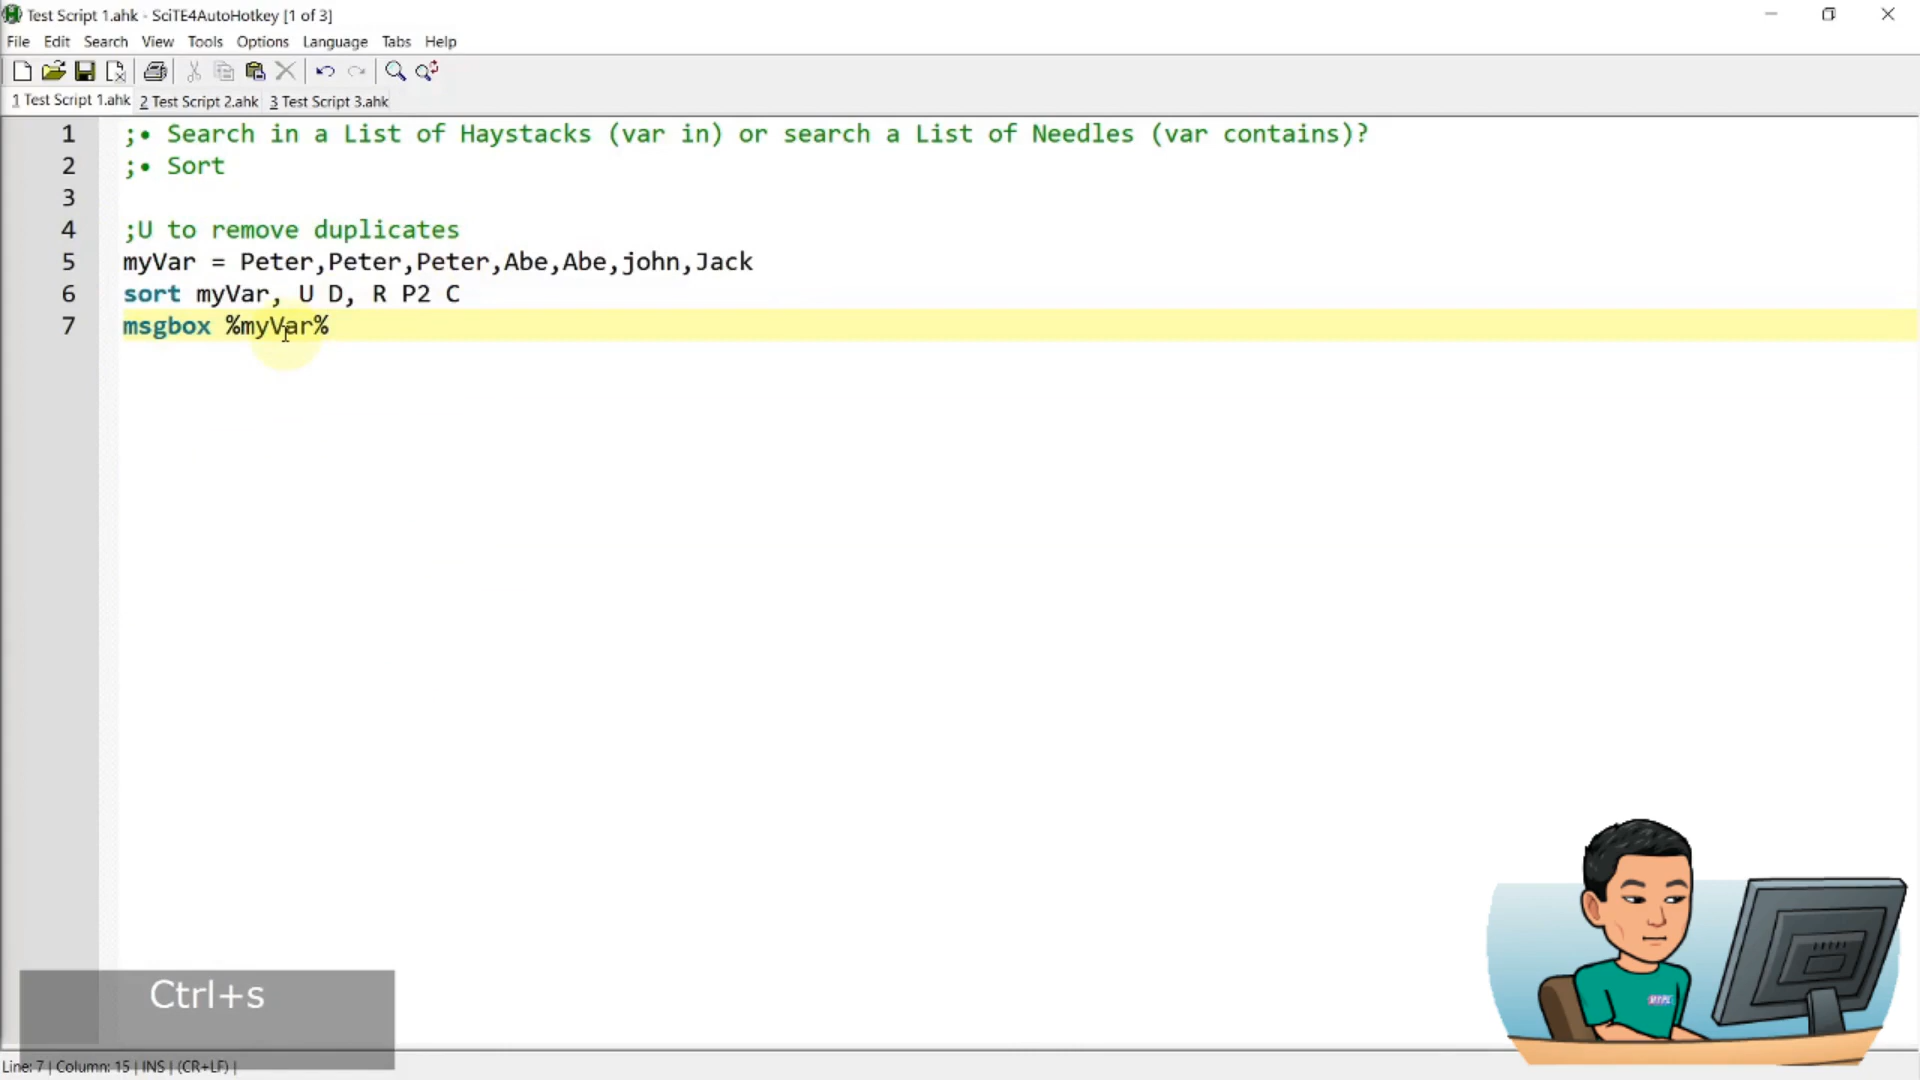 Test Script 1.ahk - SciTE4AutoHotkey [1 of 3]
File Edit Search View Tools Options Language Tabs Help
1 Test Script 1.ahk 2 Test Script 2.ahk 3 Test Script 3.ahk
1 ;• Search in a List of Haystacks (var in) or search a List of Needles (var contains)?
2 ;• Sort
3
4 ;U to remove duplicates
5 myVar = Peter,Peter,Peter,Abe,Abe,john,Jack
6 sort myVar, U D, R P2 C
7 msgbox %myVar%
Ctrl+s
Line: 7 | Column: 15 | INS | (CR+LF) |